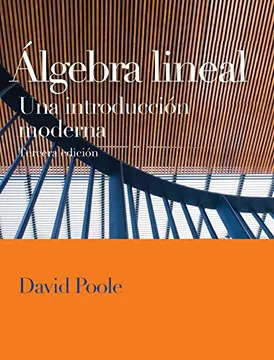 Álgebra lineal
Una introducción
moderna
Tercera edición
David Poole